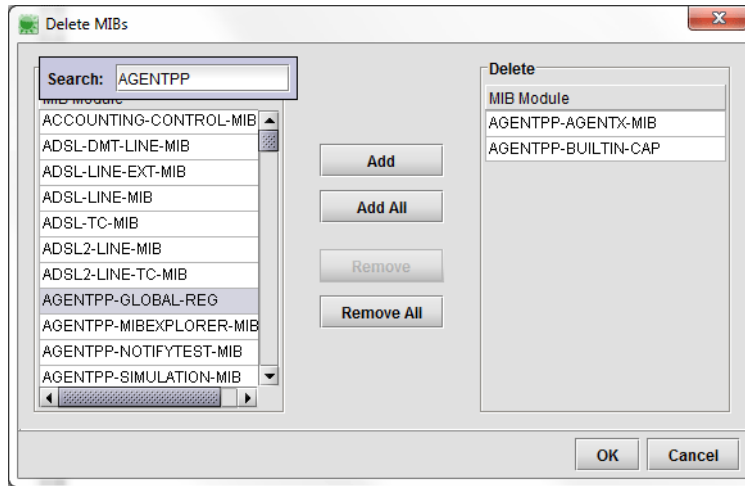 Delete MIBs
Search: AGENTPP
MIB Module
ACCOUNTING-CONTROL-MIB
ADSL-DMT-LINE-MIB
ADSL-LINE-EXT-MIB
ADSL-LINE-MIB
ADSL-TC-MIB
ADSL2-LINE-MIB
ADSL2-LINE-TC-MIB
AGENTPP-GLOBAL-REG
AGENTPP-MIBEXPLORER-MIB
AGENTPP-NOTIFYTEST-MIB
AGENTPP-SIMULATION-MIB
Add
Add All
Remove
Remove All
Delete
MIB Module
AGENTPP-AGENTX-MIB
AGENTPP-BUILTIN-CAP
OK Cancel